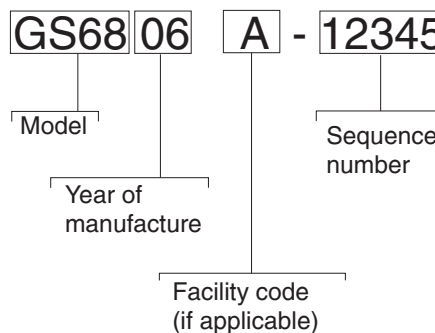 GS68 06 A - 12345
Model
Sequence
number
Year of
manufacture
Facility code
(if applicable)